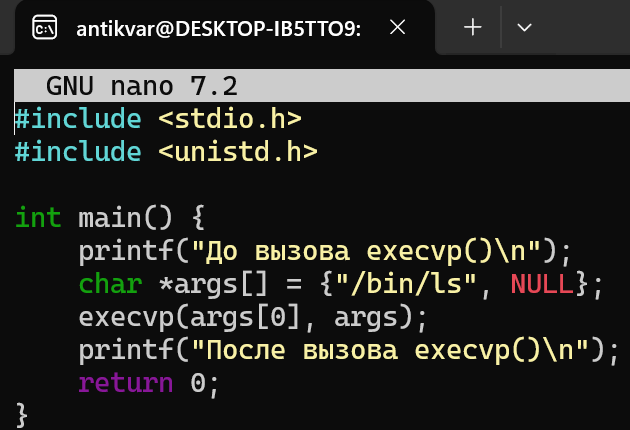 antikvar@DESKTOP-IB5TTO9:
GNU nano 7.2
#include <stdio.h>
#include <unistd.h>
int main() {
    printf("До вызова execvp()\n");
    char *args[] = {"/bin/ls", NULL};
    execvp(args[0], args);
    printf("После вызова execvp()\n");
    return 0;
}